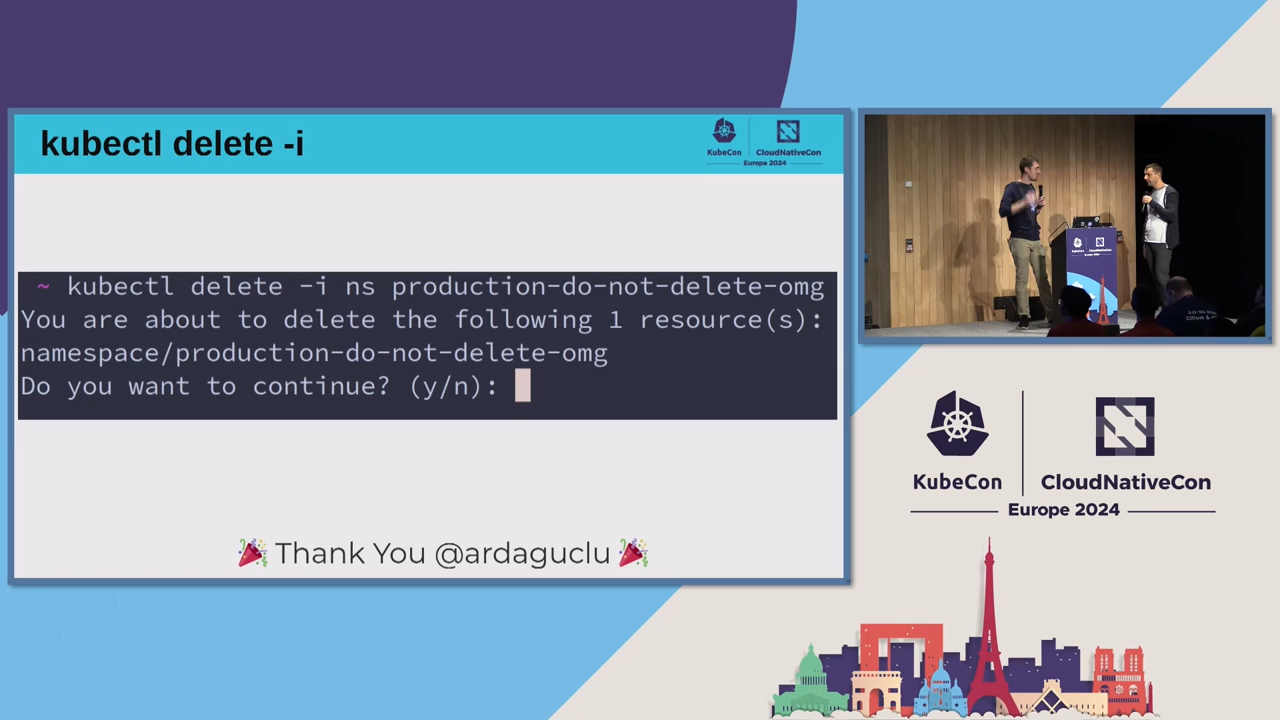 kubectl delete -i
KubeCon
CloudNativeCon
Europe 2024
~ kubectl delete -i ns production-do-not-delete-omg
You are about to delete the following 1 resource(s):
namespace/production-do-not-delete-omg
Do you want to continue? (y/n):
🎉 Thank You @ardaguclu 🎉
KubeCon
CloudNativeCon
Europe 2024